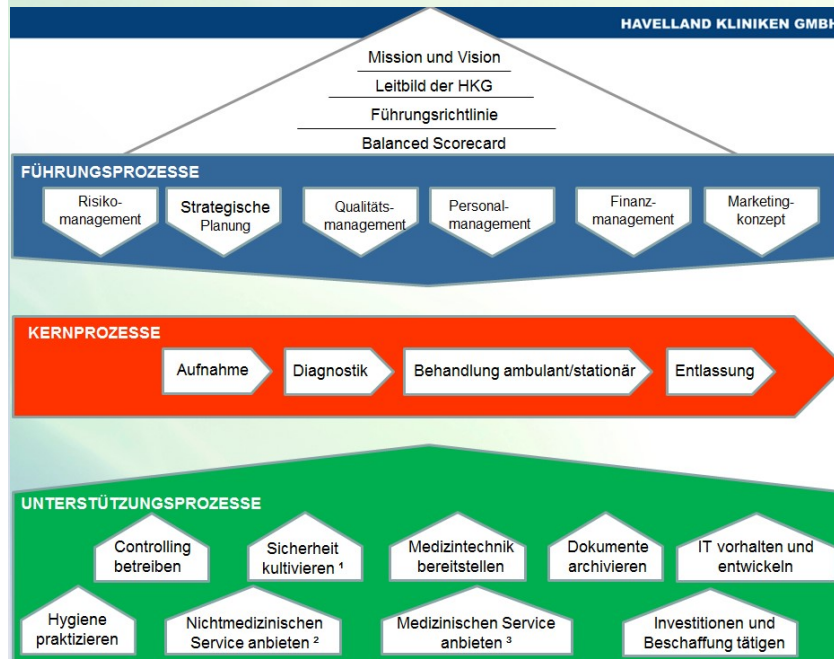 HAVELLAND KLINIKEN GMBH
Mission und Vision
Leitbild der HKG
Führungsrichtlinie
Balanced Scorecard
FÜHRUNGSPROZESSE
Risiko-
management
Strategische
Planung
Qualitäts-
management
Personal-
management
Finanz-
management
Marketing-
konzept
KERNPROZESSE
Aufnahme
Diagnostik
Behandlung ambulant/stationär
Entlassung
UNTERSTÜTZUNGSPROZESSE
Controlling
betreiben
Sicherheit
kultivieren ¹
Medizintechnik
bereitstellen
Dokumente
archivieren
IT vorhalten und
entwickeln
Hygiene
praktizieren
Nichtmedizinischen
Service anbieten ²
Medizinischen Service
anbieten ³
Investitionen und
Beschaffung tätigen